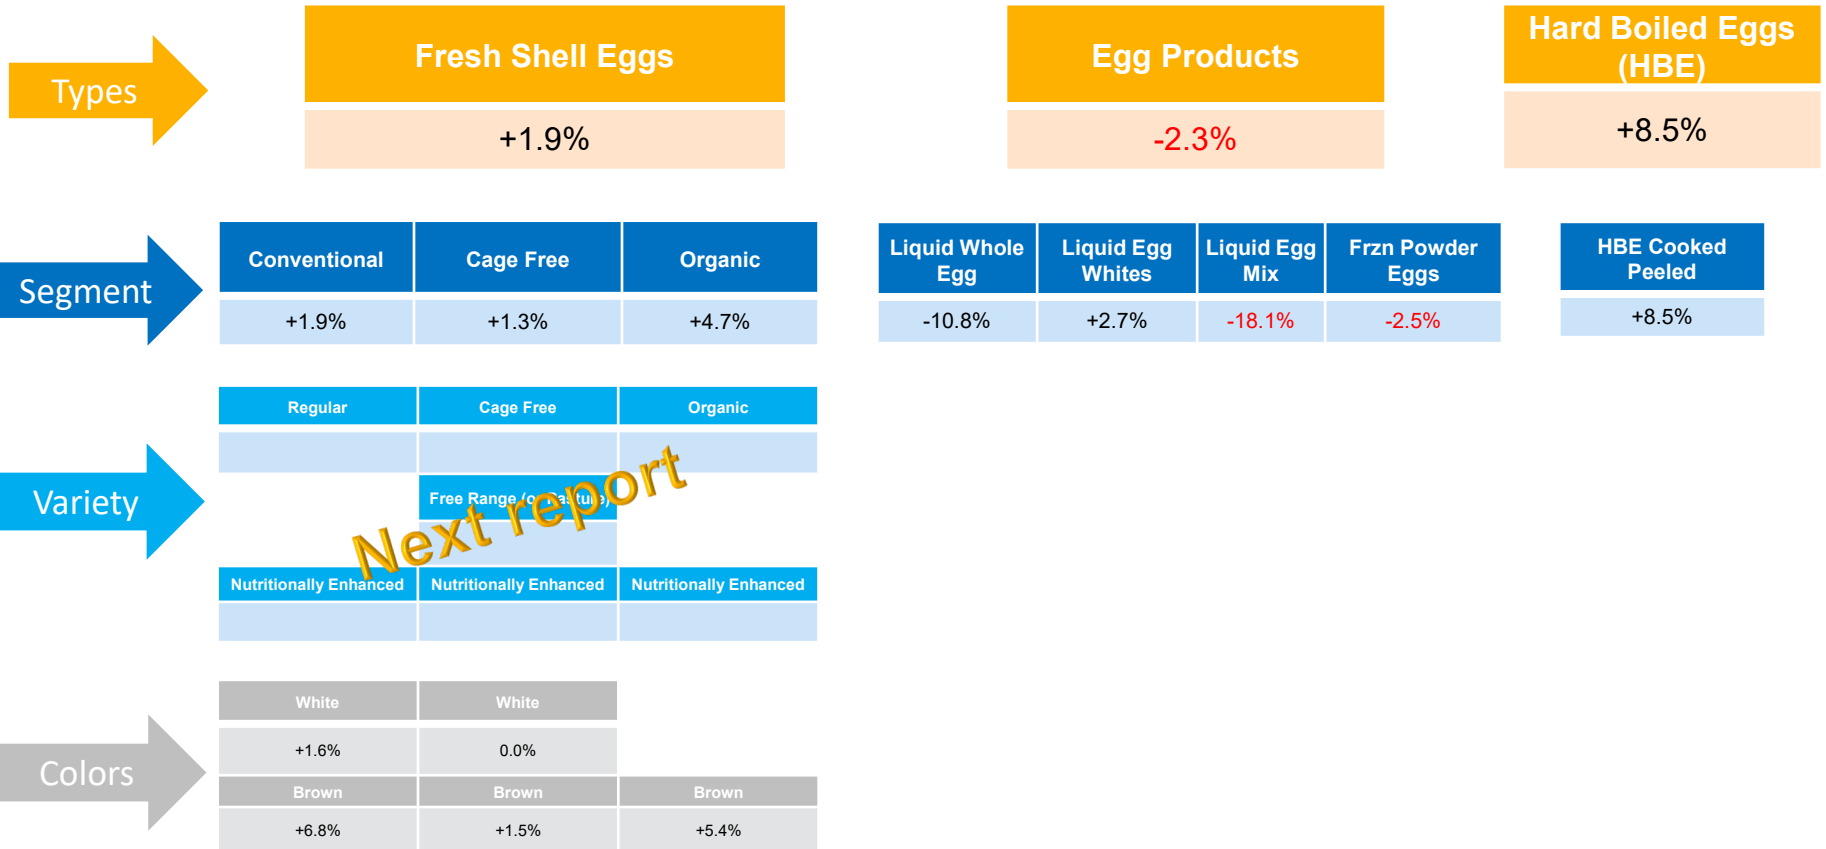 Types
Fresh Shell Eggs
Egg Products
Hard Boiled Eggs
(HBE)
+1.9%
-2.3%
+8.5%
Segment
Conventional
Cage Free
Organic
Liquid Whole
Egg
Liquid Egg
Whites
Liquid Egg
Mix
Frzn Powder
Eggs
HBE Cooked
Peeled
+1.9%
+1.3%
+4.7%
-10.8%
+2.7%
-18.1%
-2.5%
+8.5%
Variety
Regular
Cage Free
Organic
Free Range (or Pasture)
Next report
Nutritionally Enhanced
Nutritionally Enhanced
Nutritionally Enhanced
Colors
White
White
+1.6%
0.0%
Brown
Brown
Brown
+6.8%
+1.5%
+5.4%